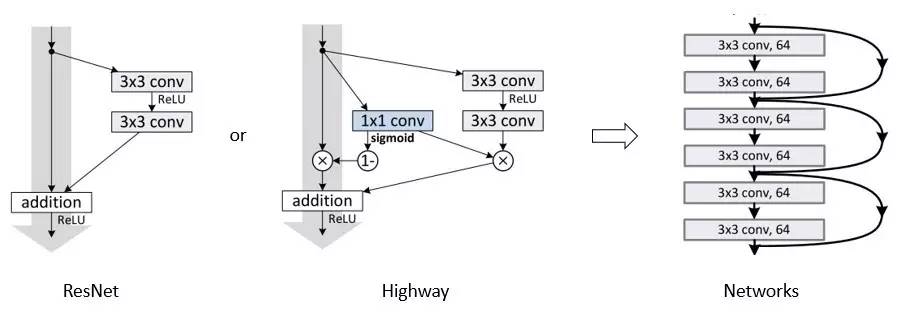 3x3 conv
ReLU
3x3 conv
addition
ReLU
ResNet
or
3x3 conv
ReLU
1x1 conv
3x3 conv
sigmoid
×
1-
×
addition
ReLU
Highway
3x3 conv, 64
3x3 conv, 64
3x3 conv, 64
3x3 conv, 64
3x3 conv, 64
3x3 conv, 64
Networks